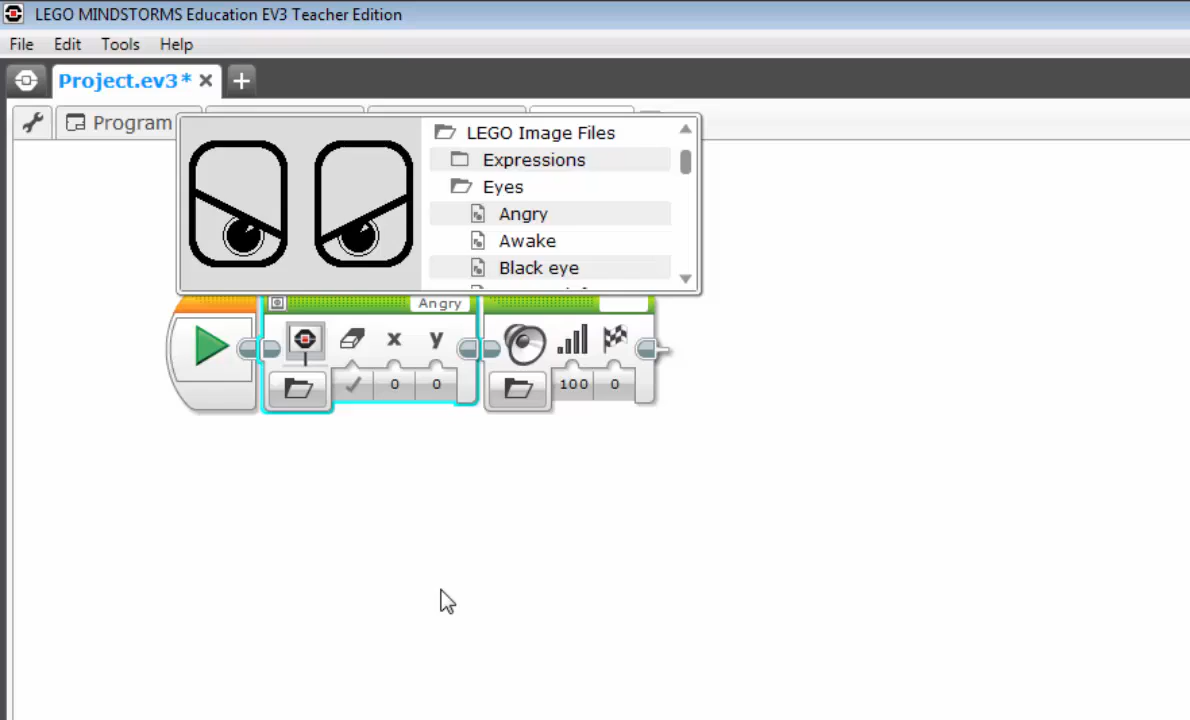 LEGO MINDSTORMS Education EV3 Teacher Edition
File Edit Tools Help
Project.ev3* × +
Program
LEGO Image Files
Expressions
Eyes
Angry
Awake
Black eye
Angry
x y
0 0 100 0